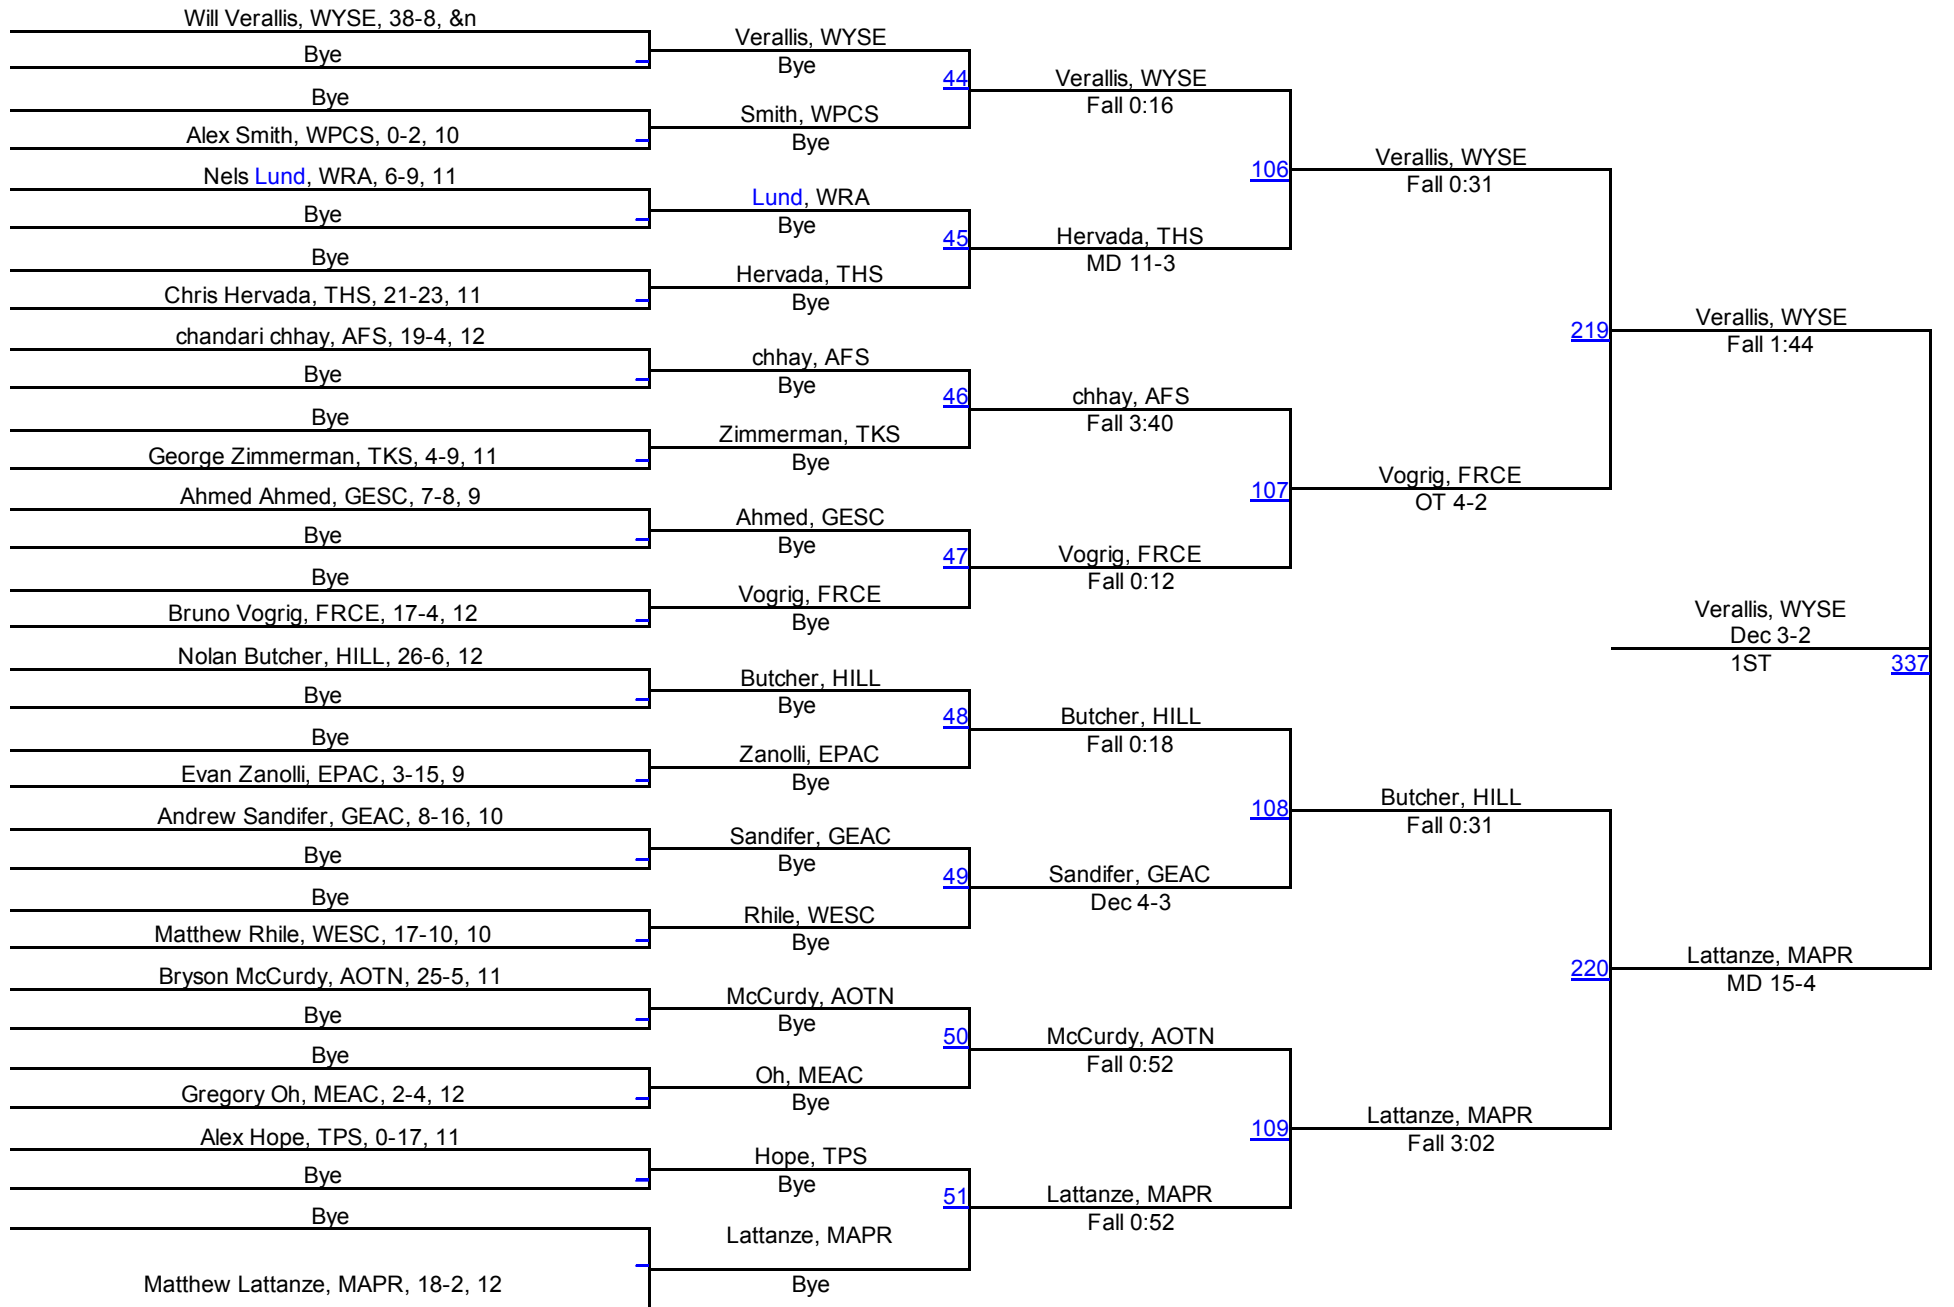 Will Verallis, WYSE, 38-8, &n
Bye
Bye
Alex Smith, WPCS, 0-2, 10
Nels Lund, WRA, 6-9, 11
Bye
Bye
Chris Hervada, THS, 21-23, 11
chandari chhay, AFS, 19-4, 12
Bye
Bye
George Zimmerman, TKS, 4-9, 11
Ahmed Ahmed, GESC, 7-8, 9
Bye
Bye
Bruno Vogrig, FRCE, 17-4, 12
Nolan Butcher, HILL, 26-6, 12
Bye
Bye
Evan Zanolli, EPAC, 3-15, 9
Andrew Sandifer, GEAC, 8-16, 10
Bye
Bye
Matthew Rhile, WESC, 17-10, 10
Bryson McCurdy, AOTN, 25-5, 11
Bye
Bye
Gregory Oh, MEAC, 2-4, 12
Alex Hope, TPS, 0-17, 11
Bye
Bye
Matthew Lattanze, MAPR, 18-2, 12
Verallis, WYSE
Bye
44
Smith, WPCS
Bye
Lund, WRA
Bye
45
Hervada, THS
Bye
chhay, AFS
Bye
46
Zimmerman, TKS
Bye
Ahmed, GESC
Bye
47
Vogrig, FRCE
Bye
Butcher, HILL
Bye
48
Zanolli, EPAC
Bye
Sandifer, GEAC
Bye
49
Rhile, WESC
Bye
McCurdy, AOTN
Bye
50
Oh, MEAC
Bye
Hope, TPS
Bye
51
Lattanze, MAPR
Bye
Verallis, WYSE
Fall 0:16
106
Hervada, THS
MD 11-3
chhay, AFS
Fall 3:40
107
Vogrig, FRCE
Fall 0:12
Butcher, HILL
Fall 0:18
108
Sandifer, GEAC
Dec 4-3
McCurdy, AOTN
Fall 0:52
109
Lattanze, MAPR
Fall 0:52
Verallis, WYSE
Fall 0:31
219
Vogrig, FRCE
OT 4-2
Butcher, HILL
Fall 0:31
220
Lattanze, MAPR
Fall 3:02
Verallis, WYSE
Fall 1:44
Verallis, WYSE
Dec 3-2
1ST
337
Lattanze, MAPR
MD 15-4